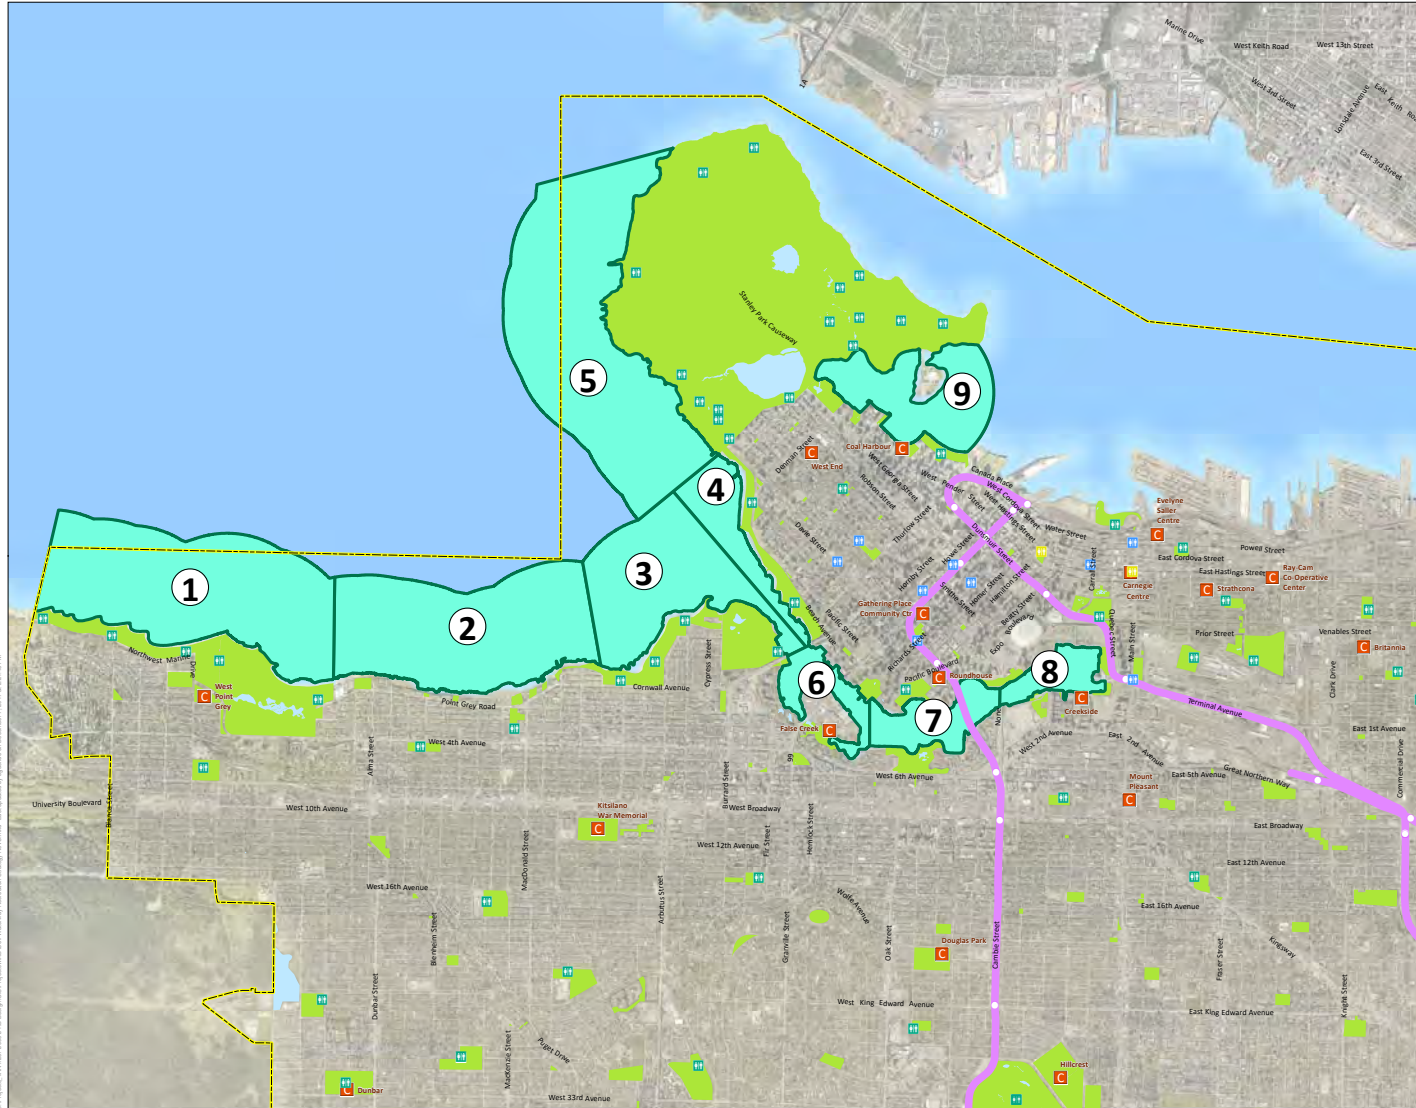 1A
Marine Drive
West Keith Road
West 13th Street
West 3rd Street
Lonsdale Avenue
East Keith
East 3rd Street
Stanley Park Causeway
5
9
4
3
1
2
6
7
8
Denman Street
West End
Coal Harbour
West Georgia Street
Robson Street
Thurlow Street
Davie Street
West Pender Street
Canada Place
West Cordova Street
West Hastings Street
Water Street
Dunsmuir Street
Howe Street
Hornby Street
Smithe Street
Homer Street
Hamilton Street
Beatty Street
Expo
Boulevard
Richards Street
Pacific Boulevard
Pacific Street
Beach Avenue
Gathering Place
Community Ctr
Roundhouse
Evelyne
Saller
Centre
Carnegie
Centre
Carrall Street
Quebec Street
Main Street
East Cordova Street
Powell Street
East Hastings Street
Strathcona
Ray-Cam
Co-Operative
Center
Prior Street
Venables Street
Britannia
Clark Drive
Terminal Avenue
East 1st Avenue
Commercial Drive
Great Northern Way
East 2nd Avenue
East 5th Avenue
West 2nd Avenue
Creekside
Mount
Pleasant
East Broadway
East 12th Avenue
East 16th Avenue
Kingsway
Fraser Street
Knight Street
East King Edward Avenue
Hillcrest
Northwest Marine
Drive
West
Point
Grey
Point Grey Road
Cornwall Avenue
Cypress Street
False Creek
99
West 6th Avenue
West 4th Avenue
Alma Street
University Boulevard
Blanca Street
West 10th Avenue
Kitsilano
War Memorial
Burrard Street
West Broadway
Fir Street
Hemlock Street
West 12th Avenue
MacDonald Street
West 16th Avenue
Arbutus Street
Blenheim Street
Granville Street
Wolfe Avenue
Oak Street
Douglas Park
Cambie Street
West King Edward Avenue
Dunbar Street
MacKenzie Street
Puget Drive
Dunbar
West 33rd Avenue